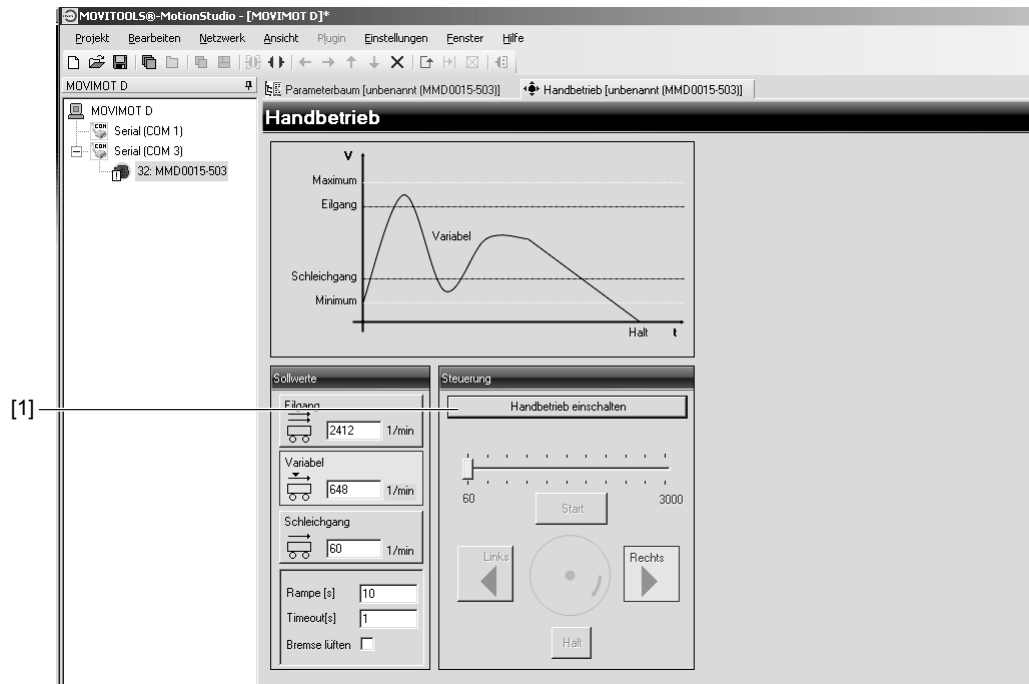 MOVITOOLS®-MotionStudio - [MOVIMOT D]*
Projekt Bearbeiten Netzwerk Ansicht Plugin Einstellungen Fenster Hilfe
MOVIMOT D
Parameterbaum [unbenannt (MMD0015-503)]
Handbetrieb [unbenannt (MMD0015-503)]
MOVIMOT D
Serial (COM 1)
Serial (COM 3)
32: MMD0015-503
Handbetrieb
V
Maximum
Eilgang
Variabel
Schleichgang
Minimum
Halt t
Sollwerte
[1]
Eilgang
2412 1/min
Variabel
648 1/min
Schleichgang
60 1/min
Rampe [s] 10
Timeout[s] 1
Bremse lüften
Steuerung
Handbetrieb einschalten
60 3000
Start
Links
Rechts
Halt